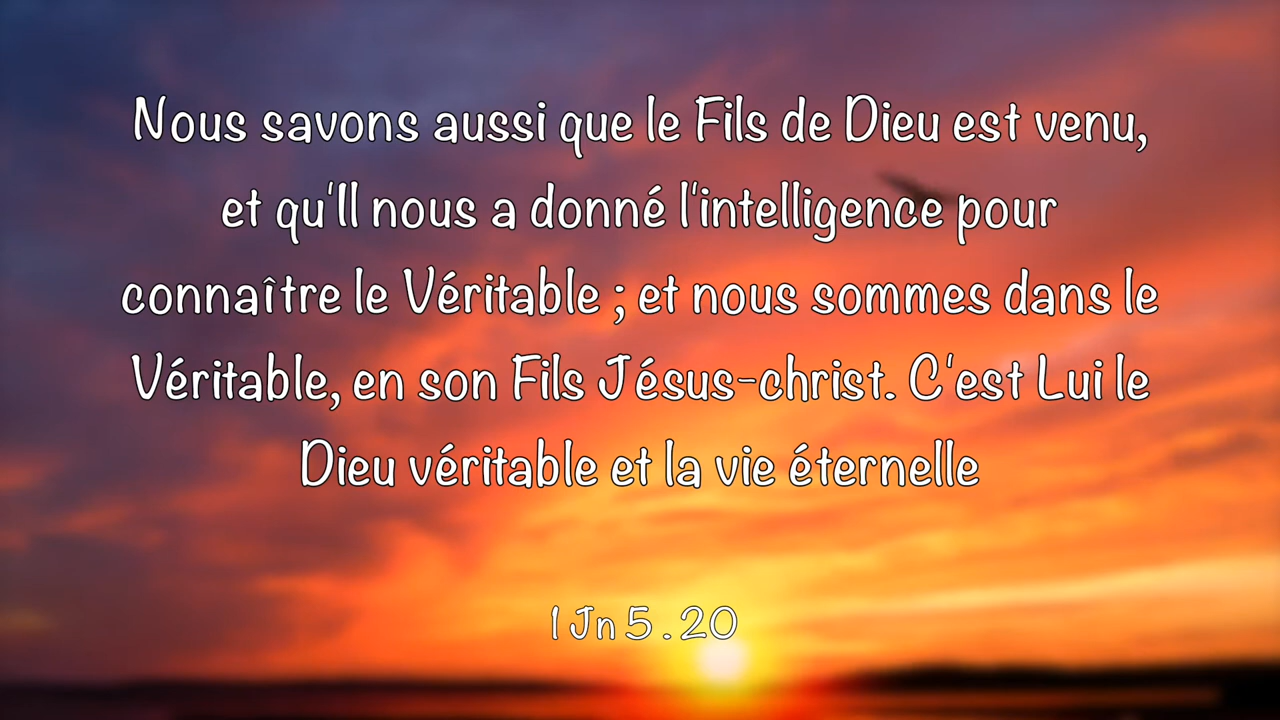 Nous savons aussi que le Fils de Dieu est venu,
et qu'Il nous a donné l'intelligence pour
connaître le Véritable ; et nous sommes dans le
Véritable, en son Fils Jésus-christ. C'est Lui le
Dieu véritable et la vie éternelle
1 Jn 5 . 20